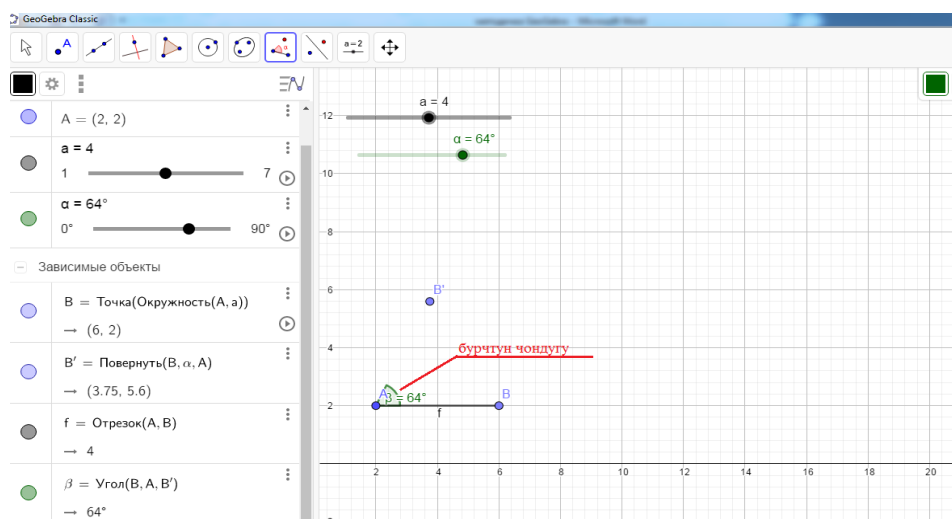 GeoGebra Classic
A
α
a=2
A = (2, 2)
a = 4
1
7
α = 64°
0°
90°
Зависимые объекты
B = Точка(Окружность(A, a))
→ (6, 2)
B′ = Повернуть(B, α, A)
→ (3.75, 5.6)
f = Отрезок(A, B)
→ 4
β = Угол(B, A, B′)
→ 64°
a = 4
α = 64°
12
10
8
6
4
2
B'
бурчтун чоңдугу
A
β = 64°
B
f
2 4 6 8 10 12 14 16 18 20